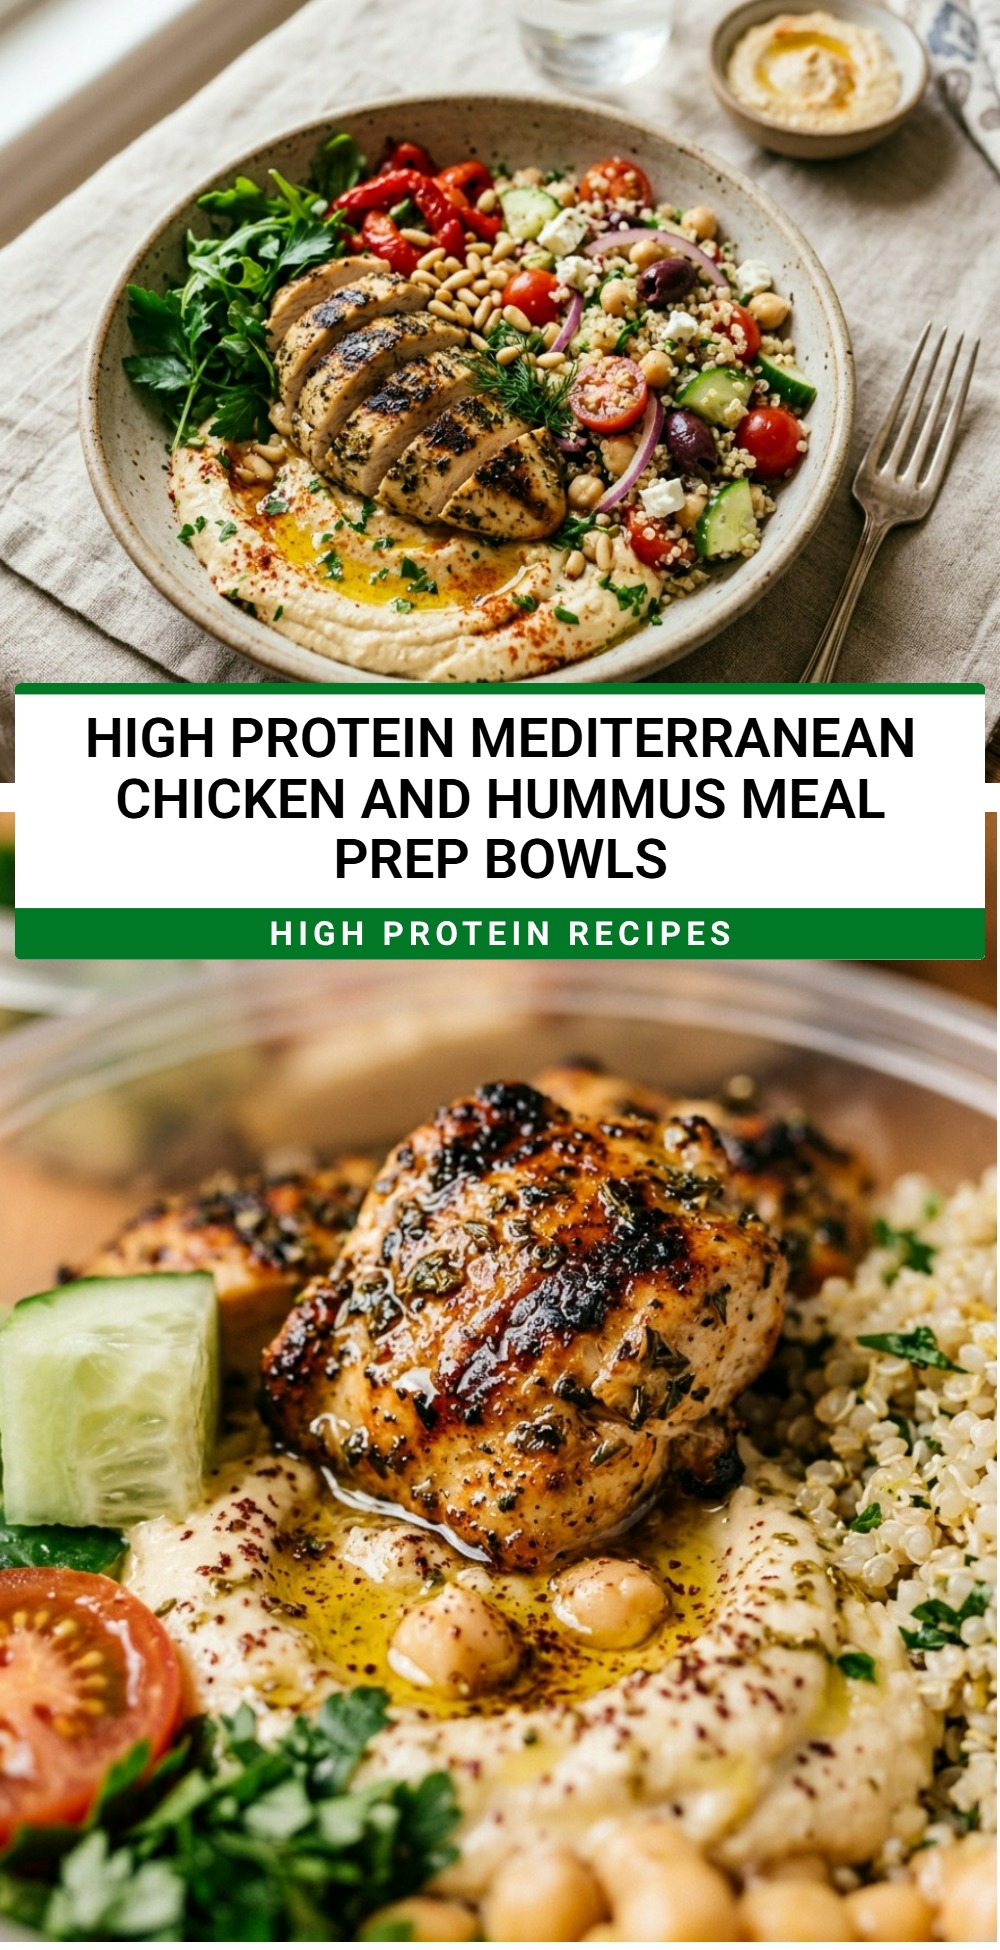 HIGH PROTEIN MEDITERRANEAN
CHICKEN AND HUMMUS MEAL
PREP BOWLS
HIGH PROTEIN RECIPES